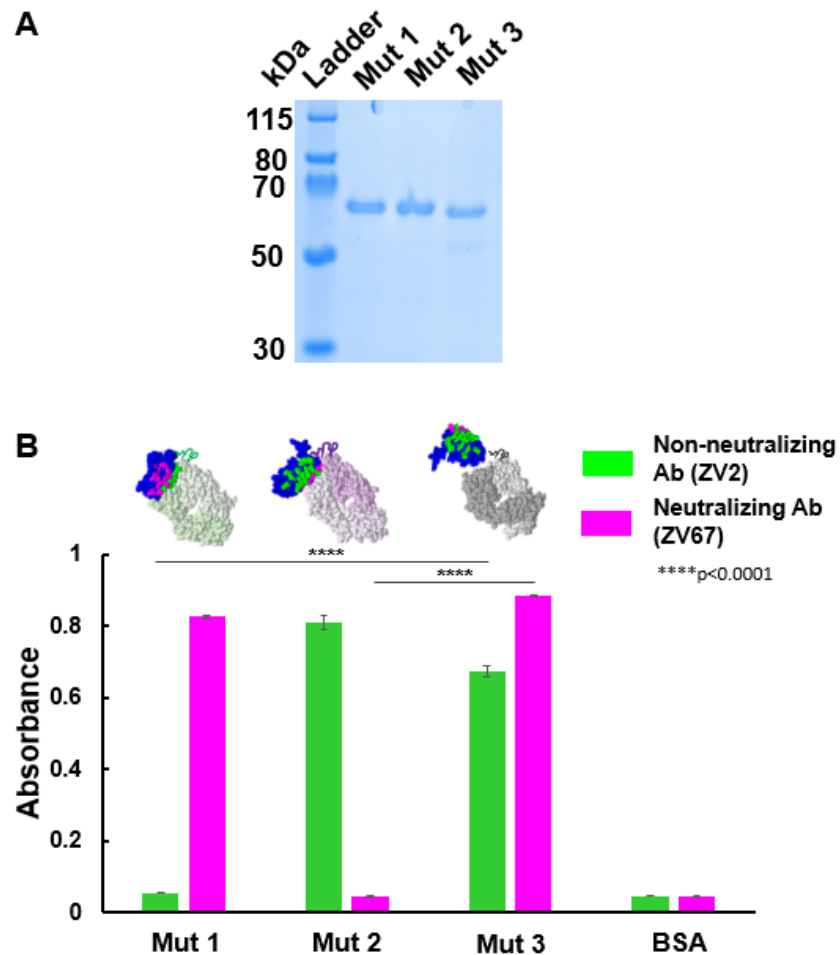 A
kDa
Ladder
Mut 1
Mut 2
Mut 3
115
80
70
50
30
B
Non-neutralizing
Ab (ZV2)
Neutralizing Ab
(ZV67)
****p<0.0001
****
****
Absorbance
1
0.8
0.6
0.4
0.2
0
Mut 1
Mut 2
Mut 3
BSA